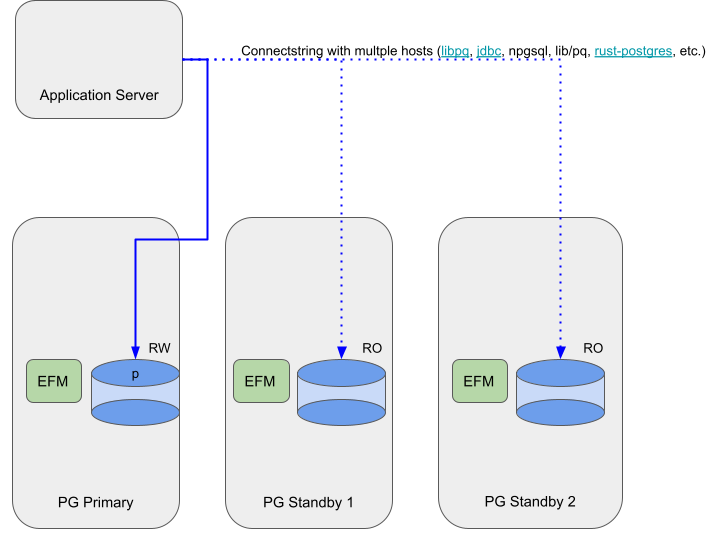 Connectstring with multple hosts (libpq, jdbc, npgsql, lib/pq, rust-postgres, etc.)
Application Server
RW
RO
RO
EFM
p
EFM
EFM
PG Primary
PG Standby 1
PG Standby 2